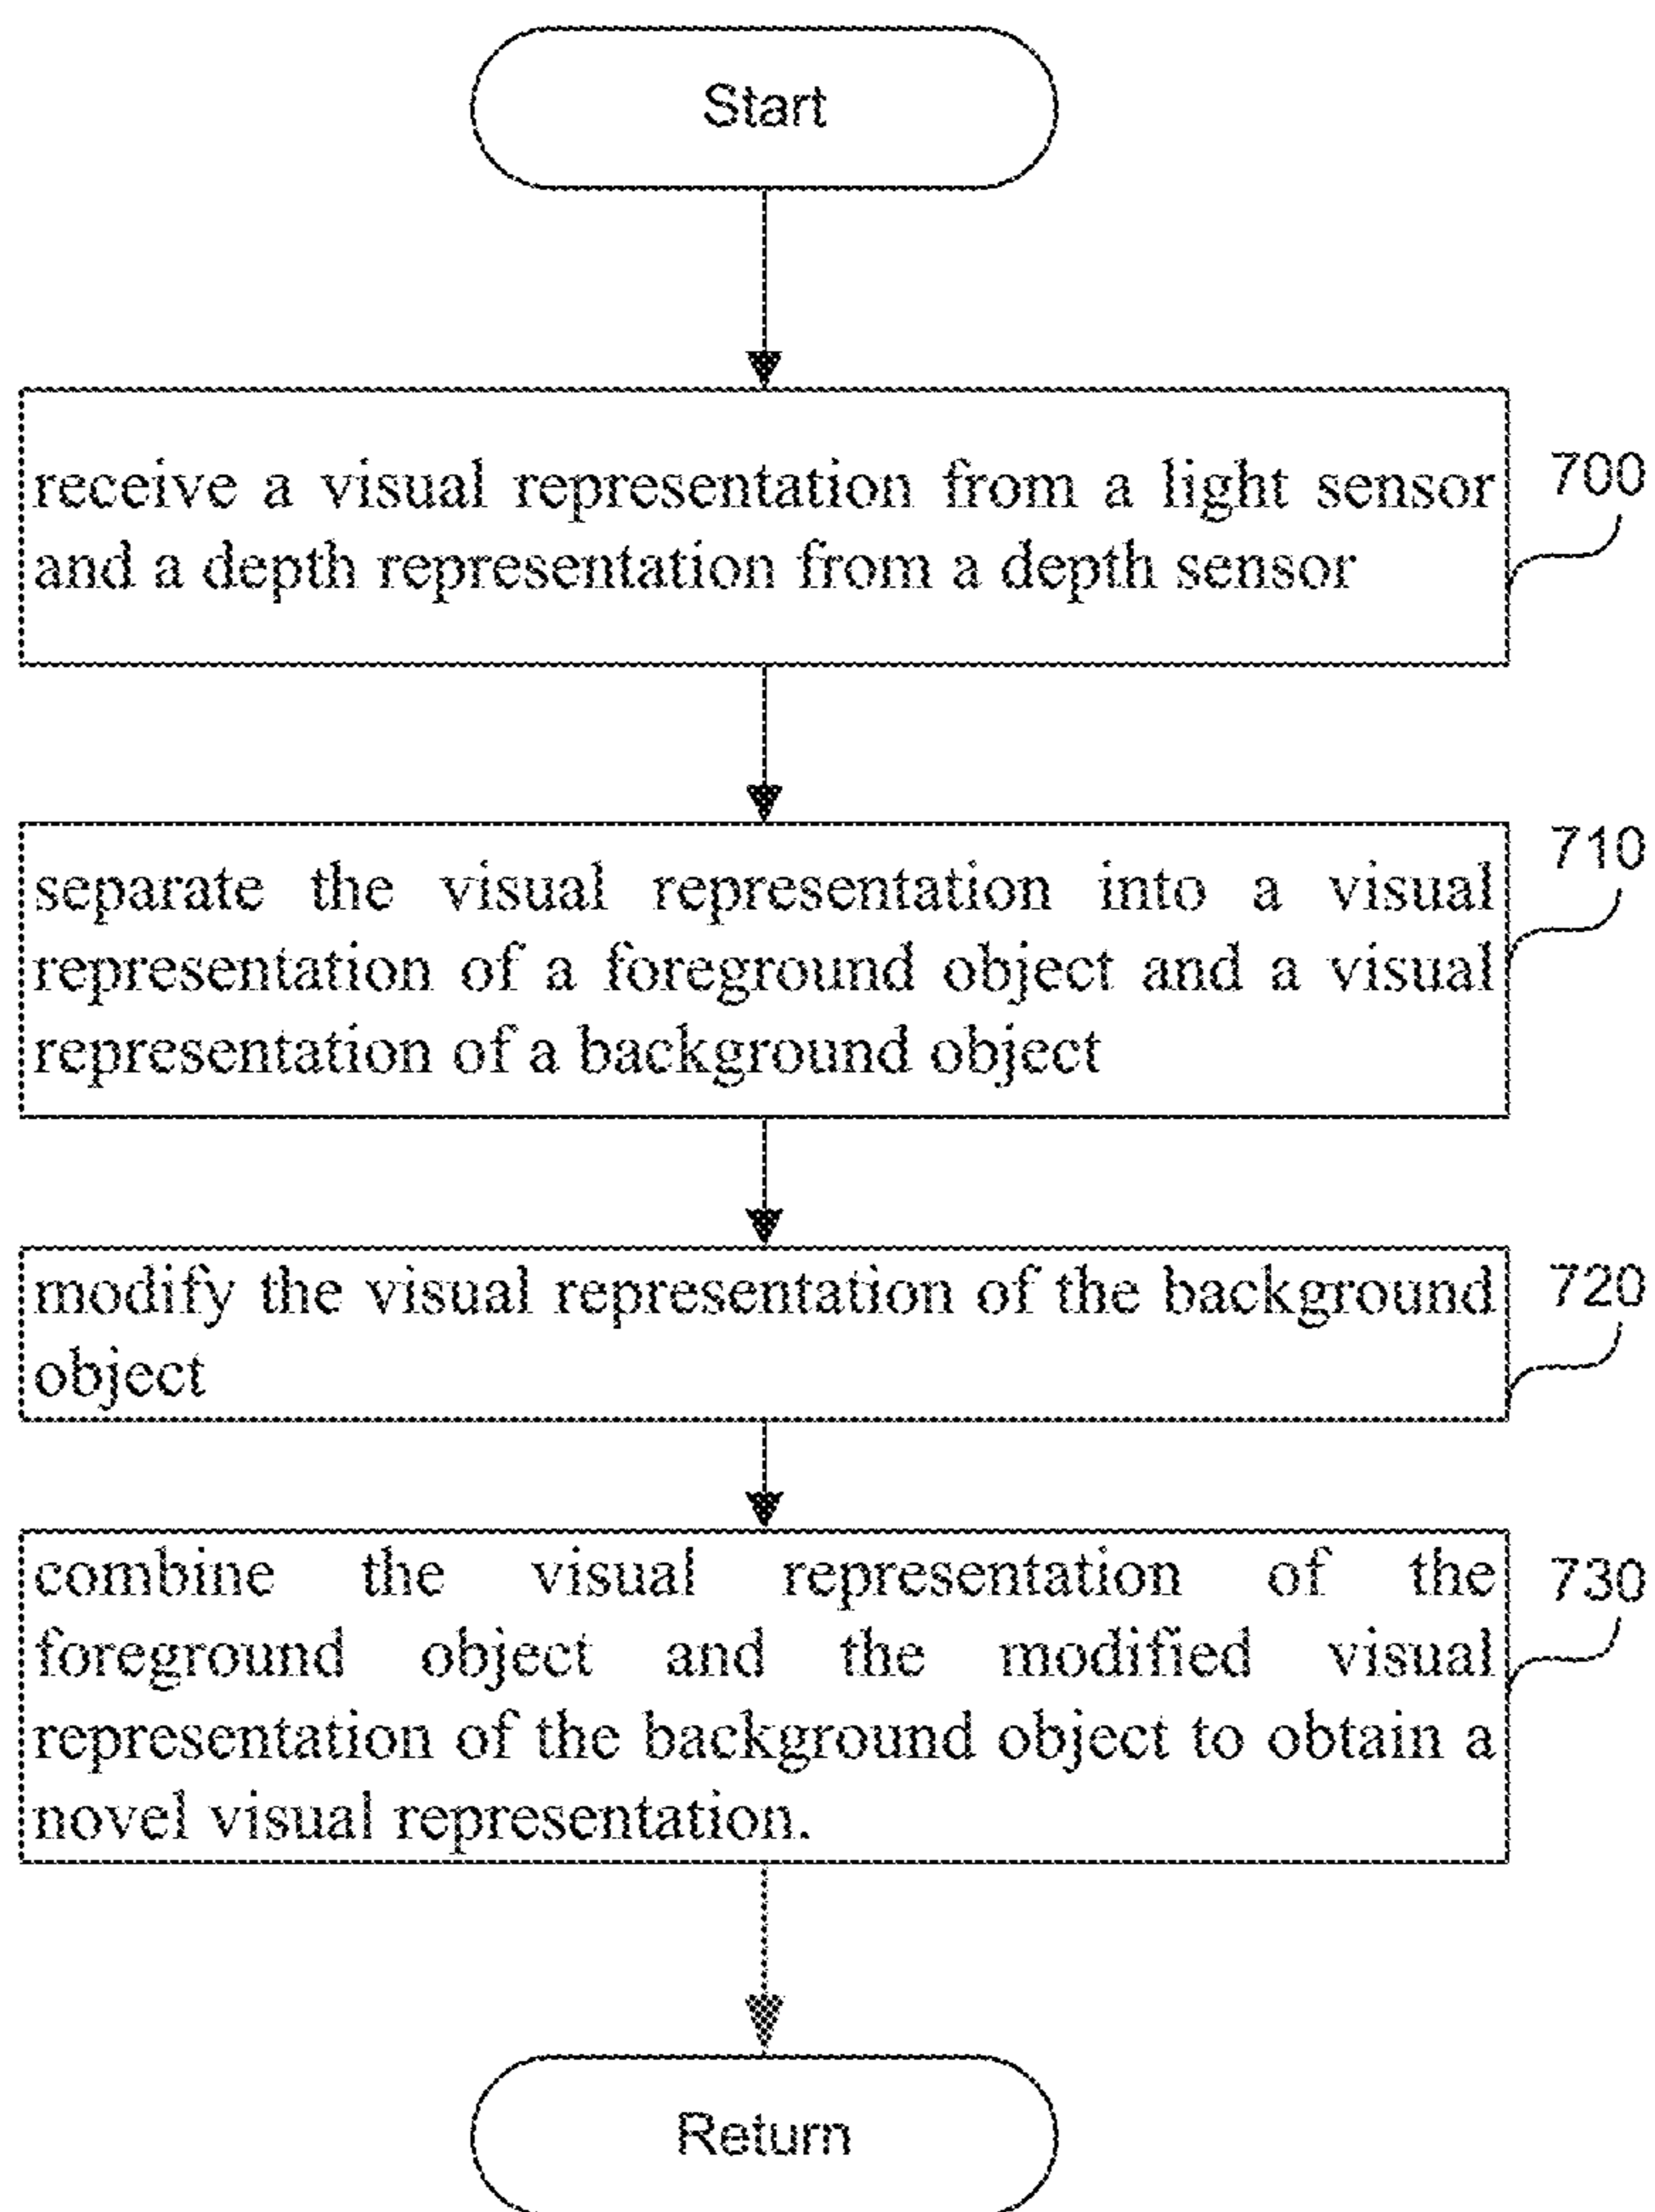 Start
receive a visual representation from a light sensor
and a depth representation from a depth sensor
700
separate the visual representation into a visual
representation of a foreground object and a visual
representation of a background object
710
modify the visual representation of the background
object
720
combine the visual representation of the
foreground object and the modified visual
representation of the background object to obtain a
novel visual representation.
730
Return